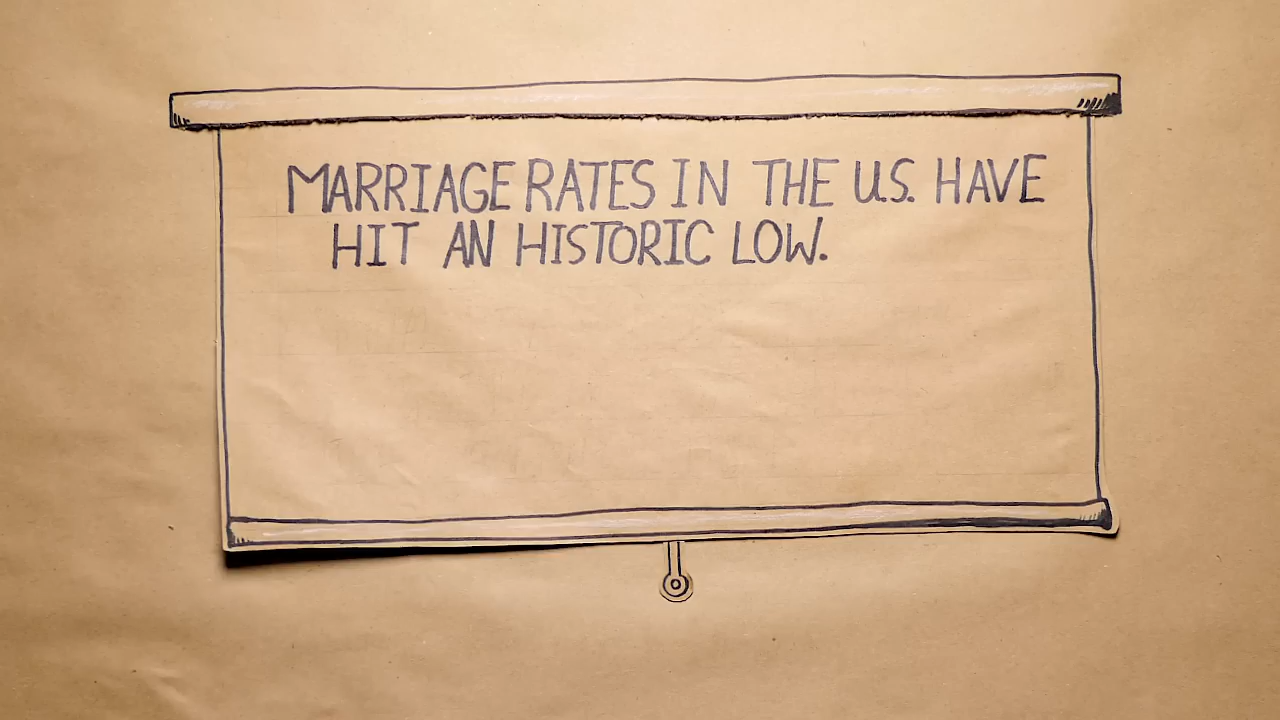 MARRIAGE RATES IN THE U.S. HAVE
HIT AN HISTORIC LOW.